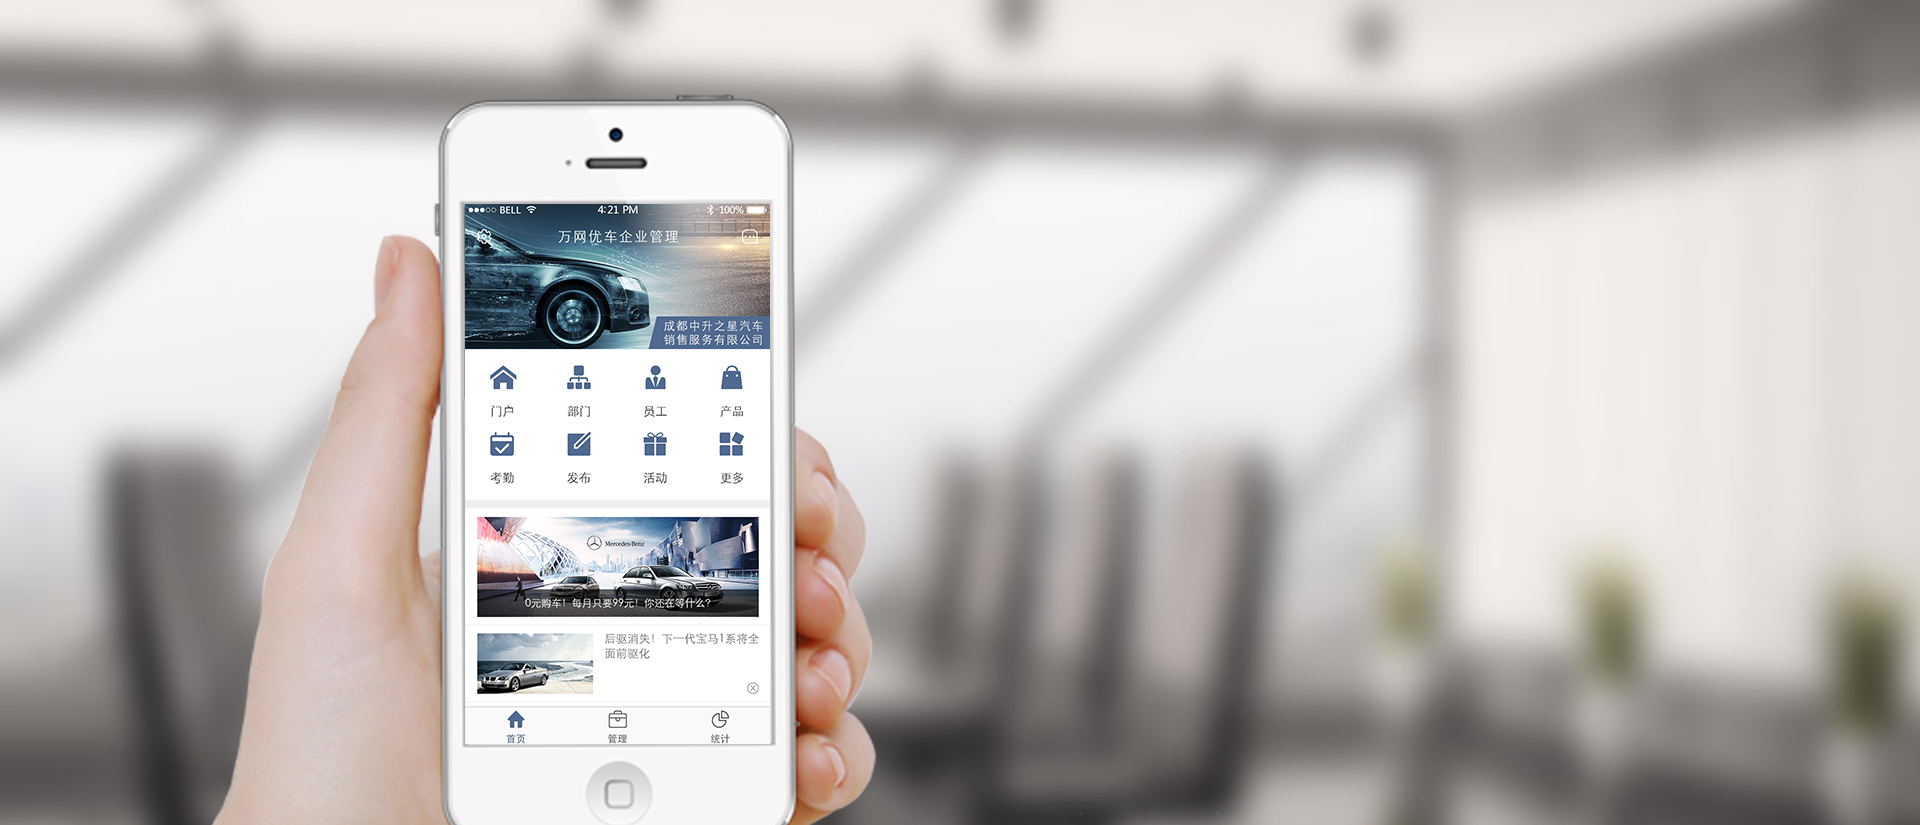 BELL 4:21 PM 100%
万网优车企业管理
成都中升之星汽车
销售服务有限公司
门户 部门 员工 产品
考勤 发布 活动 更多
Mercedes-Benz
0元购车！每月只要99元！你还在等什么？
后驱消失！下一代宝马1系将全
面前驱化
首页 管理 统计